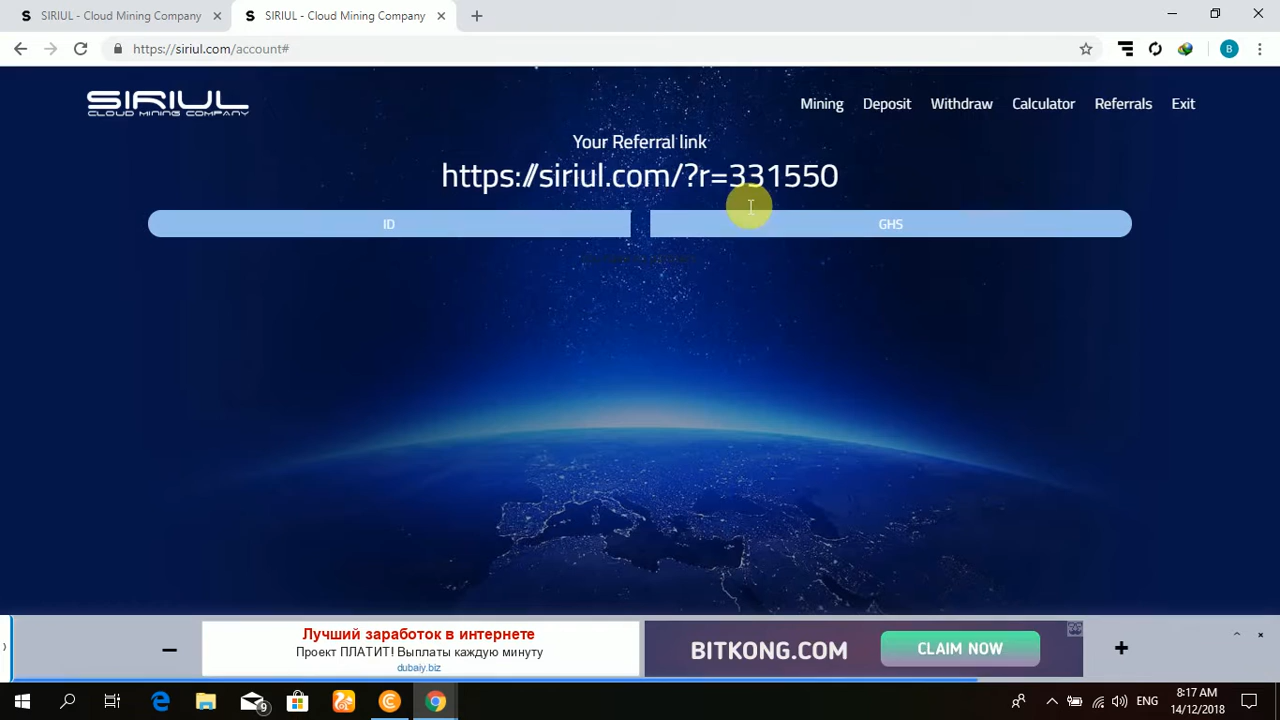 SIRIUL - Cloud Mining Company
SIRIUL - Cloud Mining Company
https://siriul.com/account#
B
SIRIUL
CLOUD MINING COMPANY
Mining
Deposit
Withdraw
Calculator
Referrals
Exit
Your Referral link
https://siriul.com/?r=331550
ID
GHS
Лучший заработок в интернете
Проект ПЛАТИТ! Выплаты каждую минуту
dubaiy.biz
BITKONG.COM
CLAIM NOW
9
ENG
8:17 AM
14/12/2018